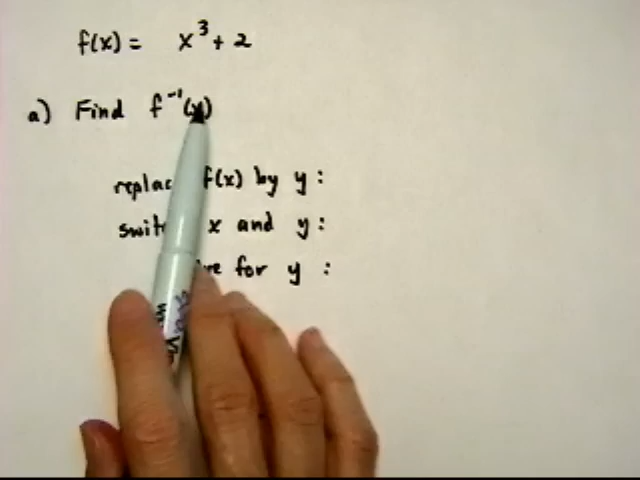 f(x) = x³ + 2
a) Find f⁻¹(x)
replac f(x) by y :
swit x and y :
for y :